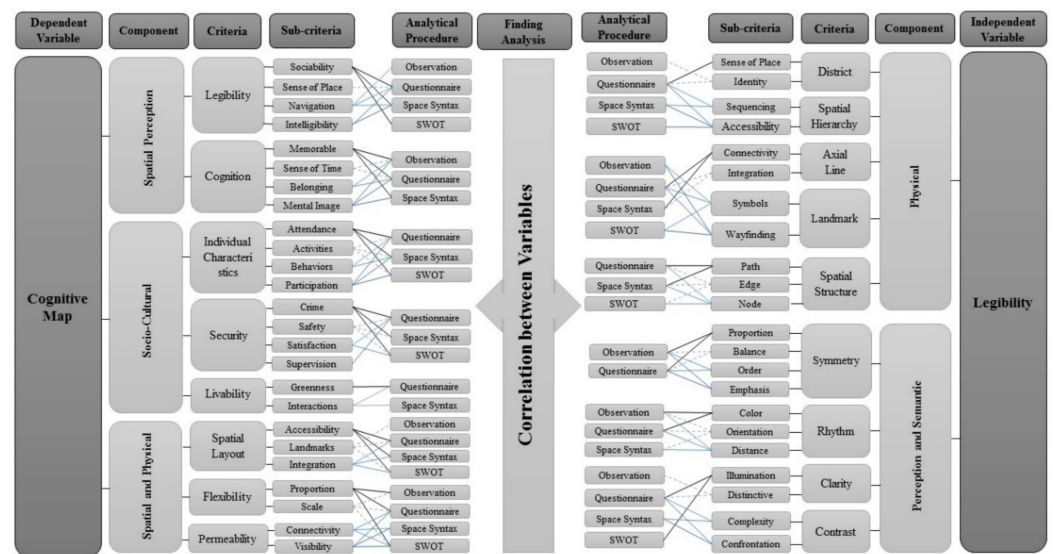 Dependent
Variable
Component
Criteria
Sub-criteria
Analytical
Procedure
Finding
Analysis
Analytical
Procedure
Sub-criteria
Criteria
Component
Independent
Variable
Cognitive
Map
Spatial Perception
Legibility
Sociability
Sense of Place
Navigation
Intelligibility
Observation
Questionnaire
Space Syntax
SWOT
Cognition
Memorable
Sense of Time
Belonging
Mental Image
Observation
Questionnaire
Space Syntax
Socio-Cultural
Individual
Characteri
stics
Attendance
Activities
Behaviors
Participation
Questionnaire
Space Syntax
SWOT
Security
Crime
Safety
Satisfaction
Supervision
Questionnaire
Space Syntax
SWOT
Livability
Greenness
Interactions
Questionnaire
Space Syntax
Spatial and Physical
Spatial
Layout
Accessibility
Landmarks
Integration
Observation
Questionnaire
Space Syntax
SWOT
Flexibility
Proportion
Scale
Permeability
Connectivity
Visibility
Observation
Questionnaire
Space Syntax
SWOT
Correlation between Variables
Observation
Questionnaire
Space Syntax
SWOT
Sense of Place
Identity
District
Sequencing
Accessibility
Spatial
Hierarchy
Observation
Questionnaire
Space Syntax
SWOT
Connectivity
Integration
Axial
Line
Symbols
Wayfinding
Landmark
Questionnaire
Space Syntax
SWOT
Path
Edge
Node
Spatial
Structure
Physical
Observation
Questionnaire
Proportion
Balance
Order
Emphasis
Symmetry
Observation
Questionnaire
Space Syntax
Color
Orientation
Distance
Rhythm
Observation
Questionnaire
Space Syntax
SWOT
Illumination
Distinctive
Clarity
Complexity
Confrontation
Contrast
Perception and Semantic
Legibility